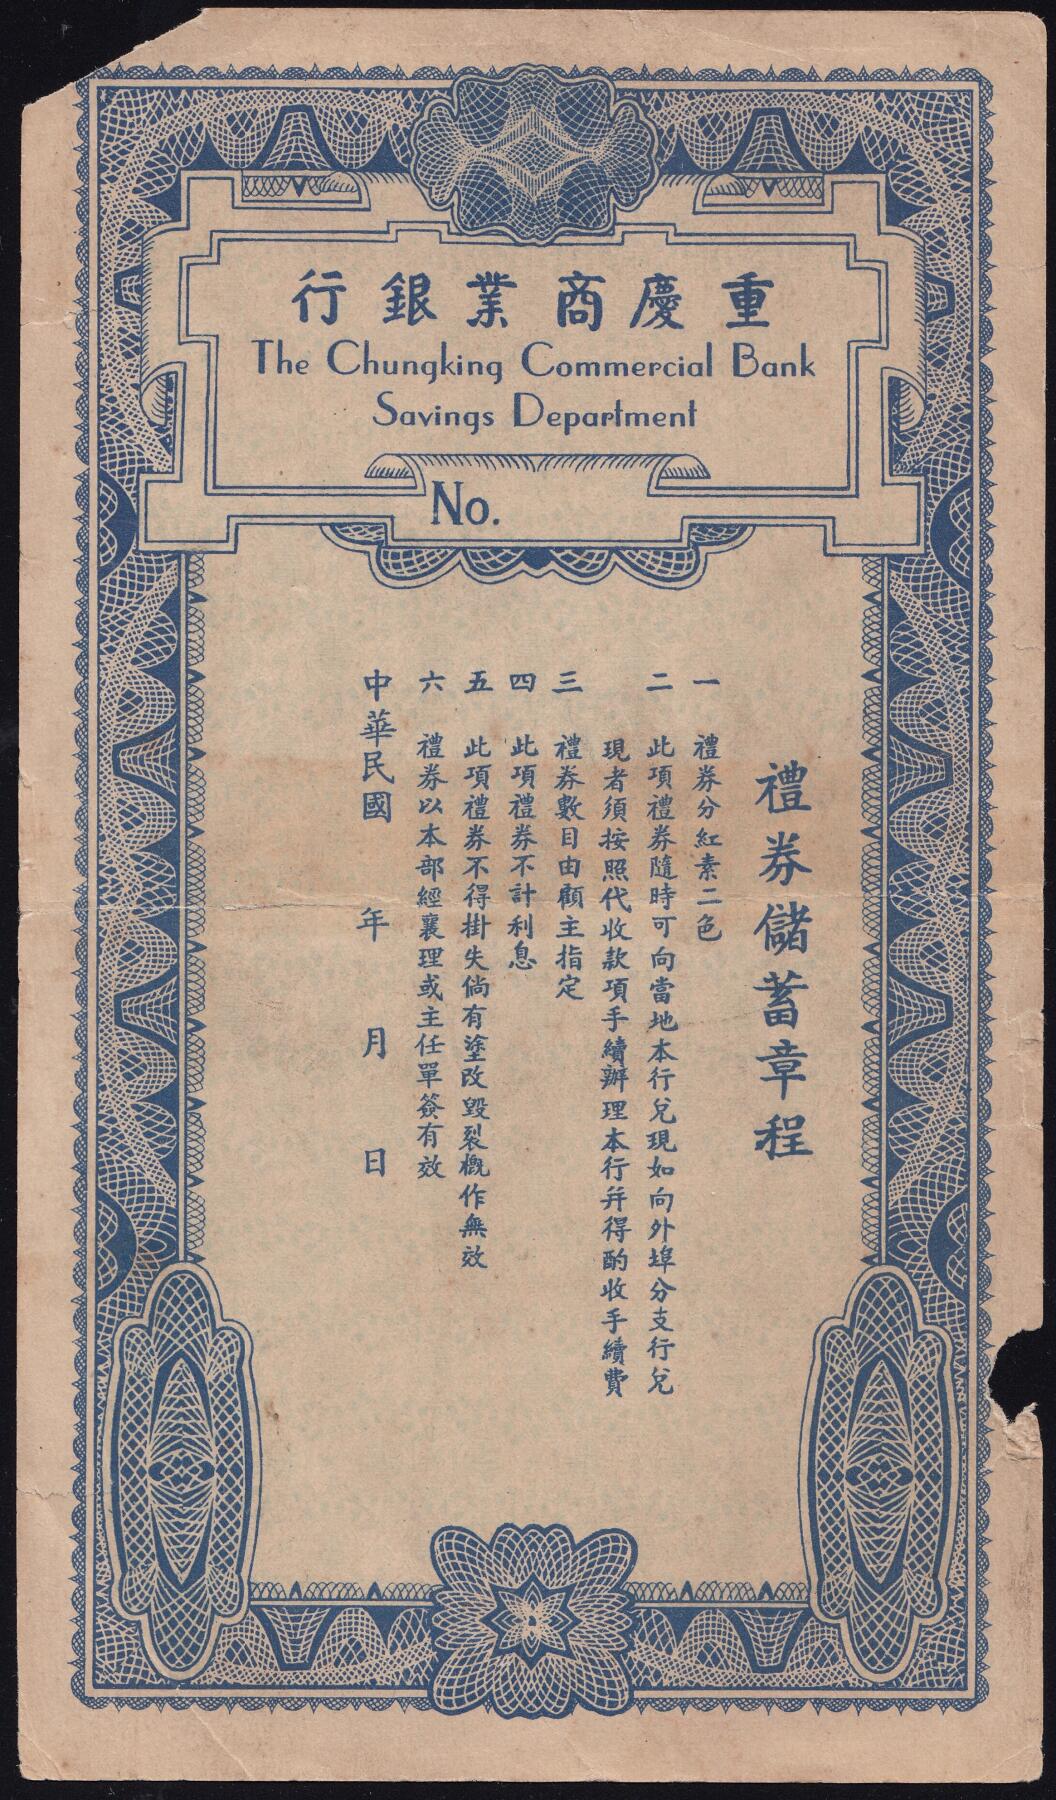 重慶商業銀行
The Chungking Commercial Bank
Savings Department
No.
禮券儲蓄章程
一 禮券分紅素二色
二 此項禮券隨時可向當地本行兌現如向外埠分支行兌
現者須按照代收款項手續辦理本行幷得酌收手續費
三 禮券數目由顧主指定
四 此項禮券不計利息
五 此項禮券不得掛失倘有塗改毀裂概作無效
六 禮券以本部經襄理或主任單簽有效
中華民國 年 月 日